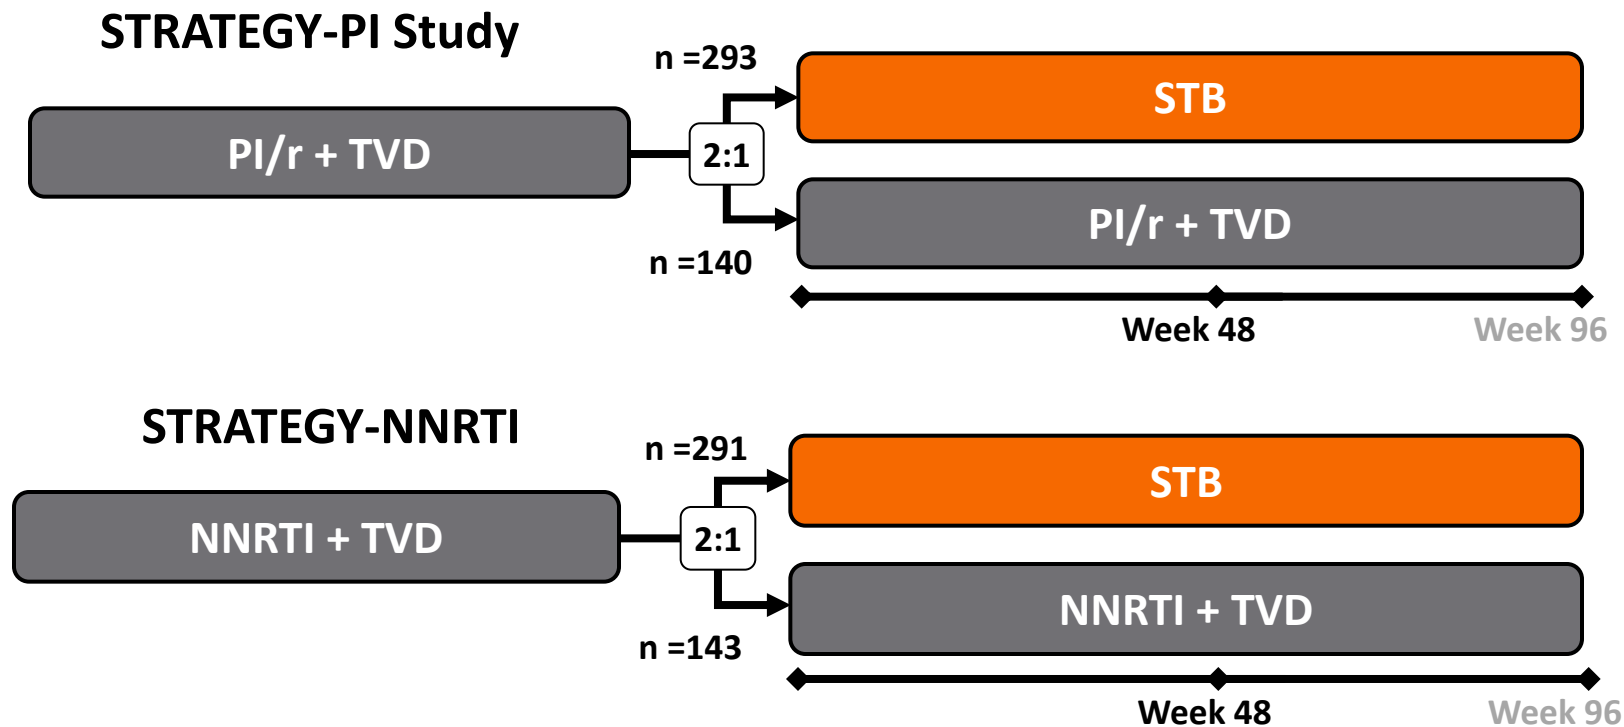 STRATEGY-PI Study
n =293
STB
PI/r + TVD
2:1
PI/r + TVD
n =140
Week 48
Week 96
STRATEGY-NNRTI
n =291
STB
NNRTI + TVD
2:1
NNRTI + TVD
n =143
Week 48
Week 96